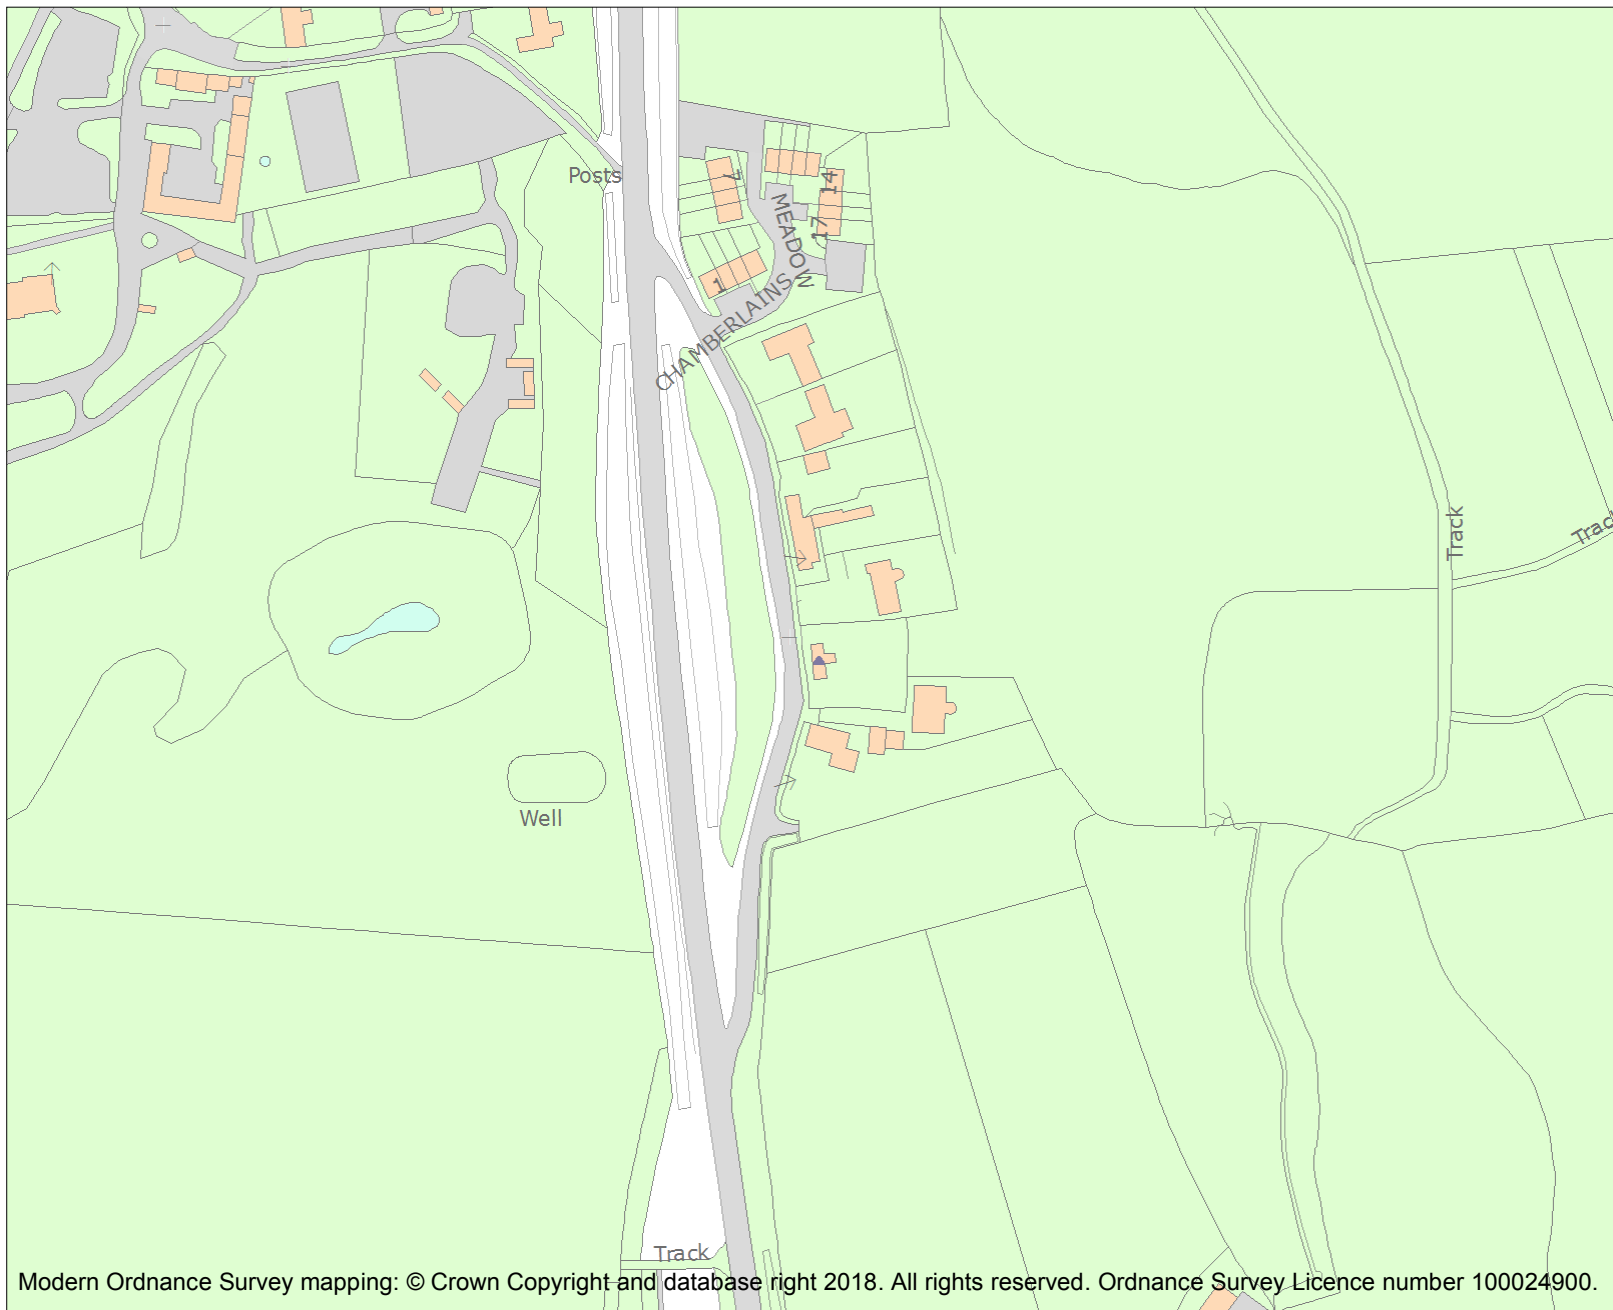 Posts
7
14
17
MEADOW
1
CHAMBERLAINS
Track
Track
Well
Track
Modern Ordnance Survey mapping: © Crown Copyright and database right 2018. All rights reserved. Ordnance Survey Licence number 100024900.